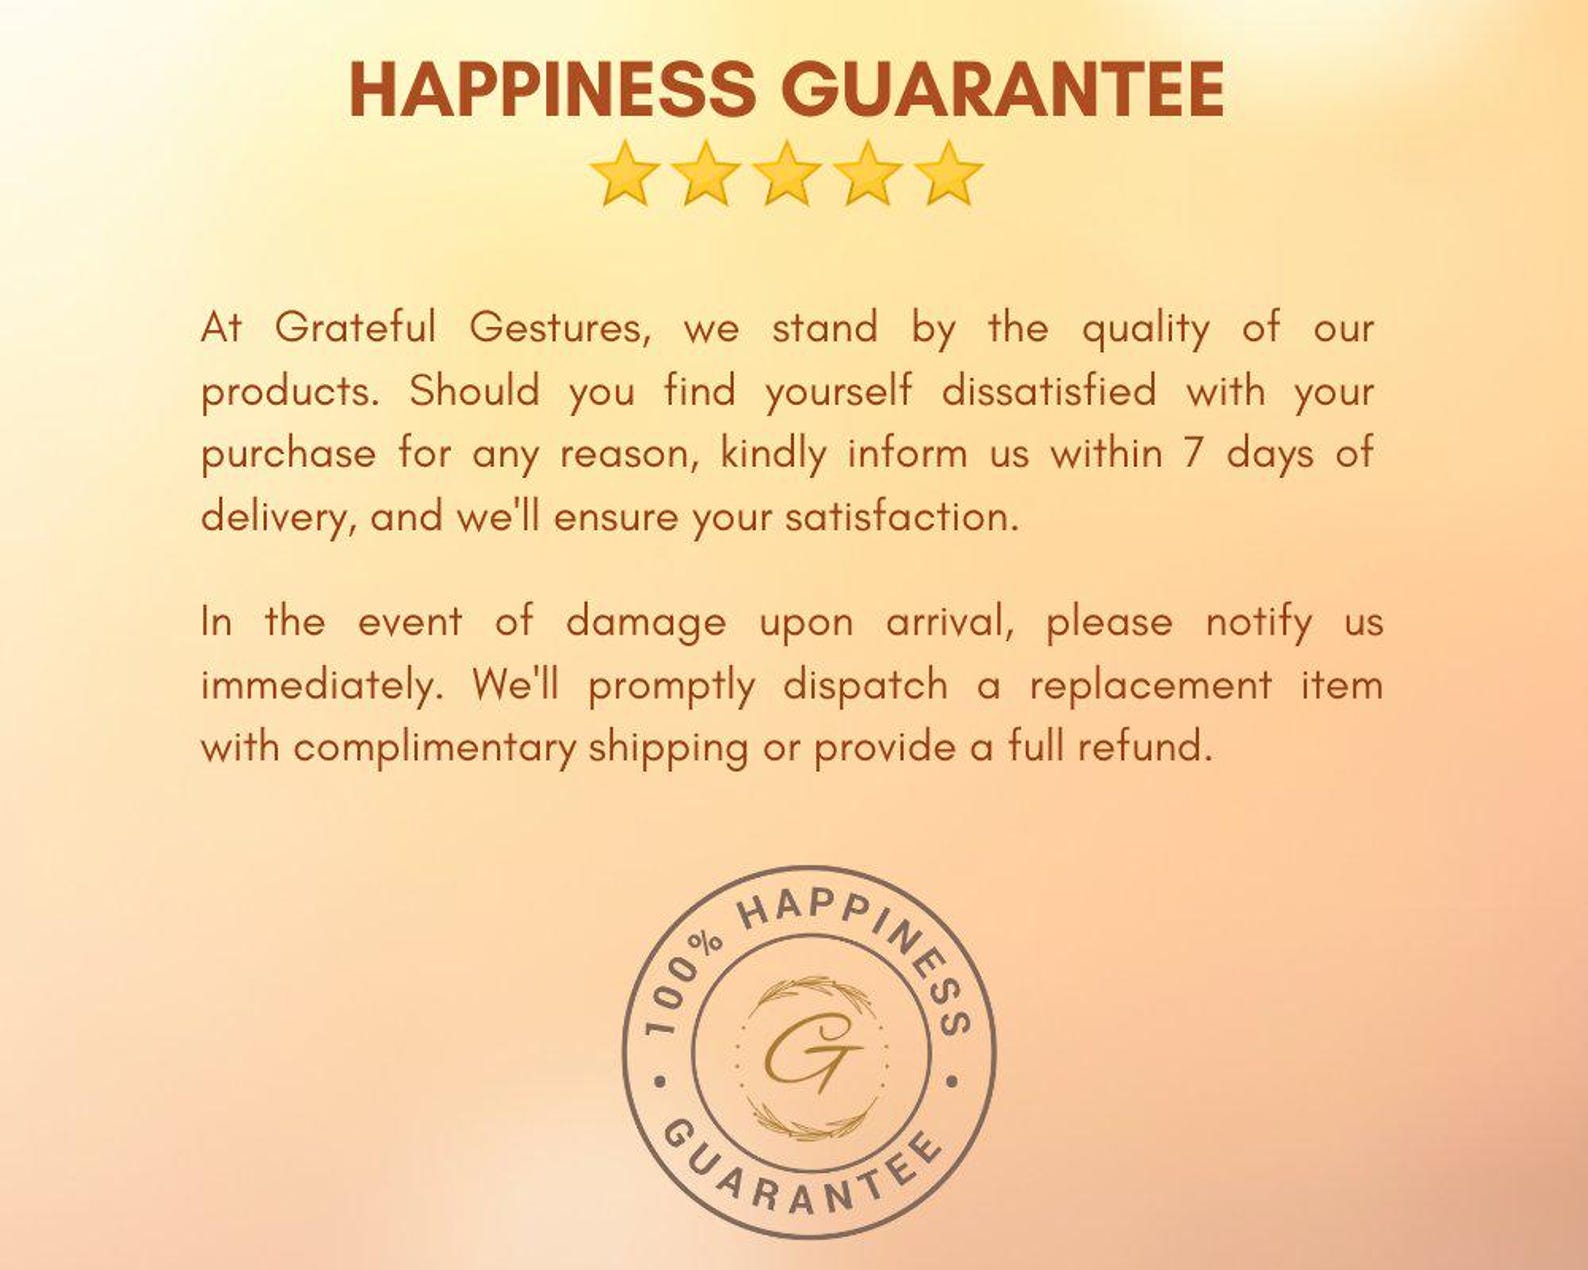 HAPPINESS GUARANTEE
At Grateful Gestures, we stand by the quality of our
products. Should you find yourself dissatisfied with your
purchase for any reason, kindly inform us within 7 days of
delivery, and we'll ensure your satisfaction.
In the event of damage upon arrival, please notify us
immediately. We'll promptly dispatch a replacement item
with complimentary shipping or provide a full refund.
100% HAPPINESS
G
• GUARANTEE •